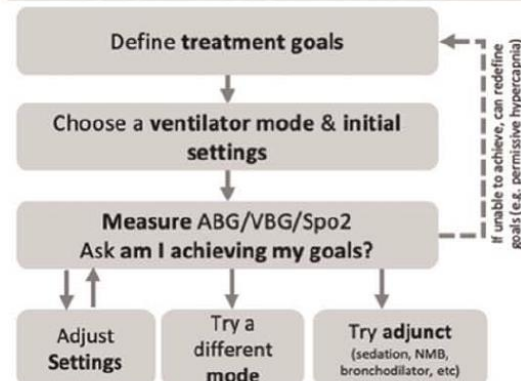 Define treatment goals
Choose a ventilator mode & initial
settings
Measure ABG/VBG/Spo2
Ask am I achieving my goals?
If unable to achieve, can redefine
goals (e.g. permissive hypercapnia)
Adjust
Settings
Try a
different
mode
Try adjunct
(sedation, NMB,
bronchodilator, etc)